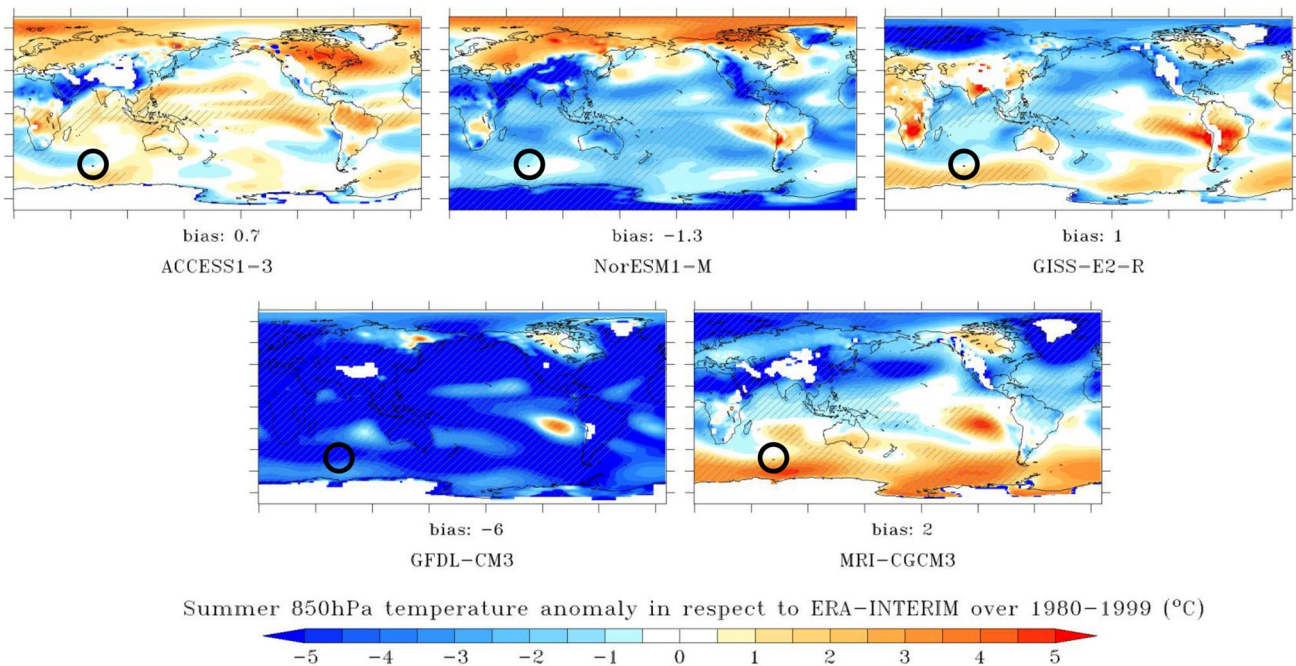 bias: 0.7
ACCESS1-3
bias: -1.3
NorESM1-M
bias: 1
GISS-E2-R
bias: -6
GFDL-CM3
bias: 2
MRI-CGCM3
Summer 850hPa temperature anomaly in respect to ERA-INTERIM over 1980-1999 (°C)
-5 -4 -3 -2 -1 0 1 2 3 4 5